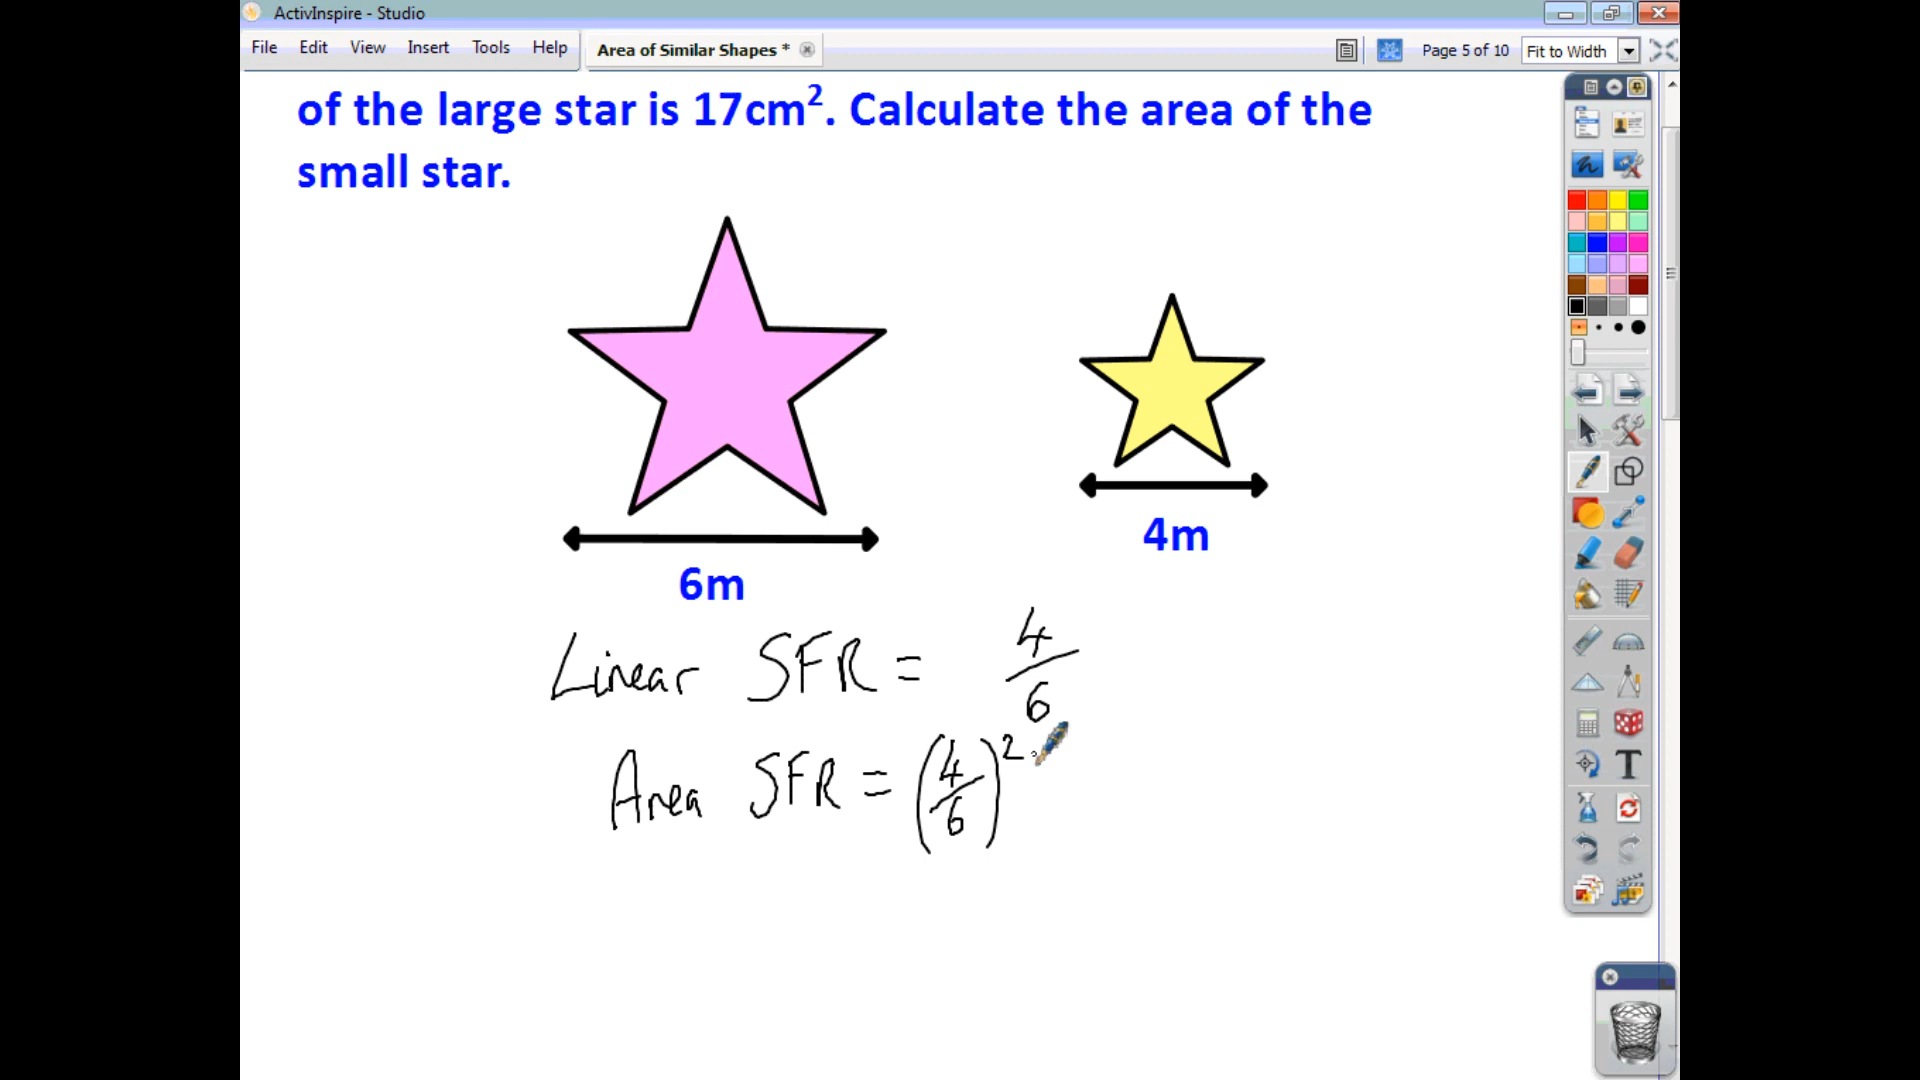 ActivInspire - Studio
File Edit View Insert Tools Help Area of Similar Shapes * Page 5 of 10 Fit to Width
of the large star is 17cm². Calculate the area of the
small star.
4m
6m
Linear SFR = 4/6
Area SFR = (4/6)²
T